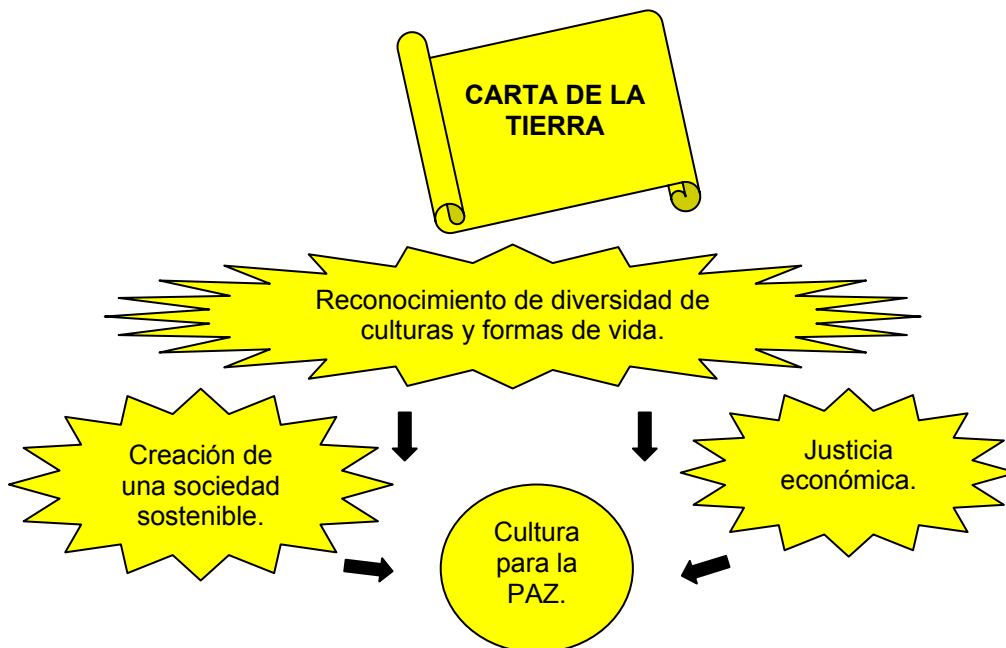 CARTA DE LA
TIERRA
Reconocimiento de diversidad de
culturas y formas de vida.
Creación de
una sociedad
sostenible.
Justicia
económica.
Cultura
para la
PAZ.